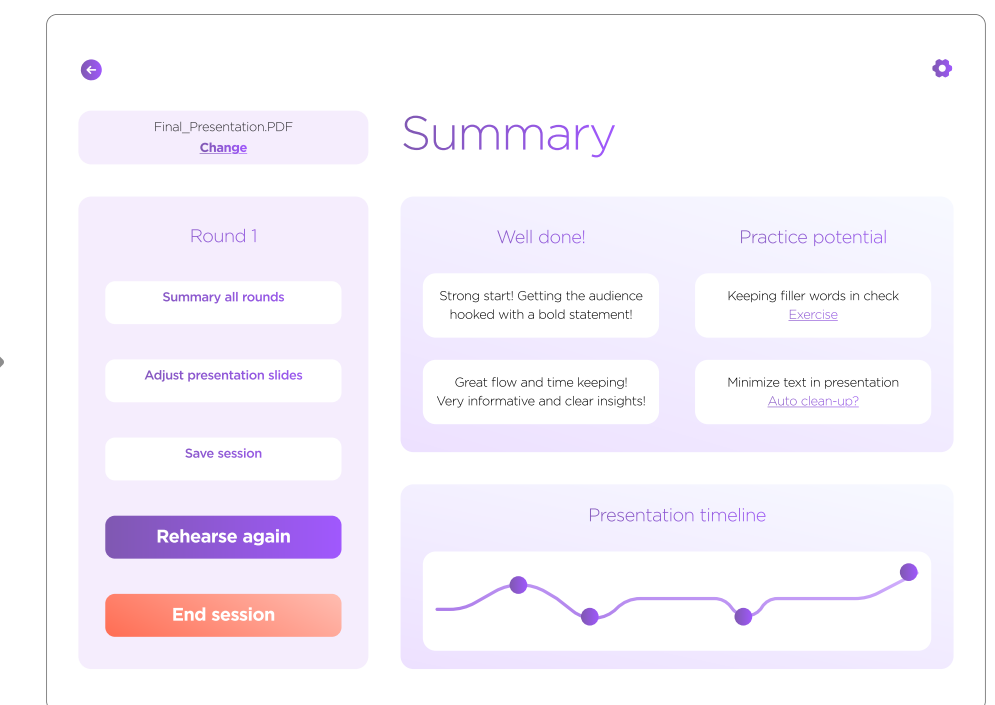 Final_Presentation.PDF
Change
Summary
Round 1
Summary all rounds
Adjust presentation slides
Save session
Rehearse again
End session
Well done!
Strong start! Getting the audience
hooked with a bold statement!
Great flow and time keeping!
Very informative and clear insights!
Practice potential
Keeping filler words in check
Exercise
Minimize text in presentation
Auto clean-up?
Presentation timeline